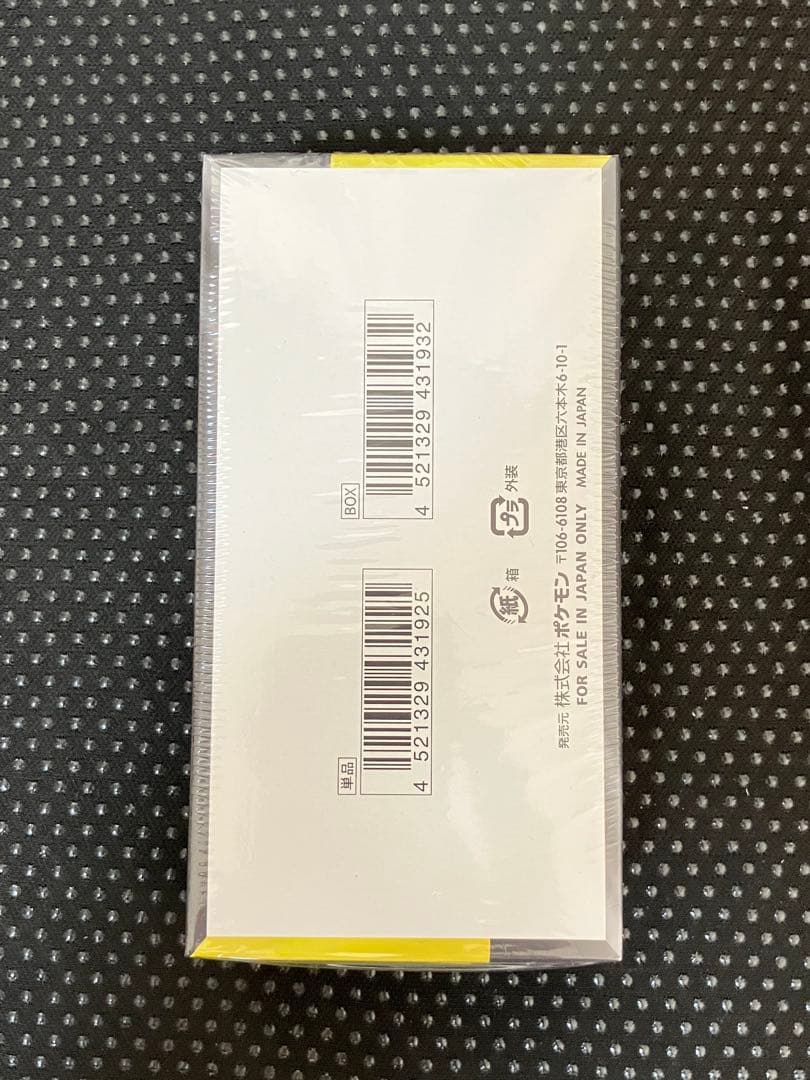 単品
4 521329 431925
BOX
4 521329 431932
紙 箱
プラ 外装
発売元 株式会社 ポケモン 〒106-6108 東京都港区六本木6-10-1
FOR SALE IN JAPAN ONLY MADE IN JAPAN